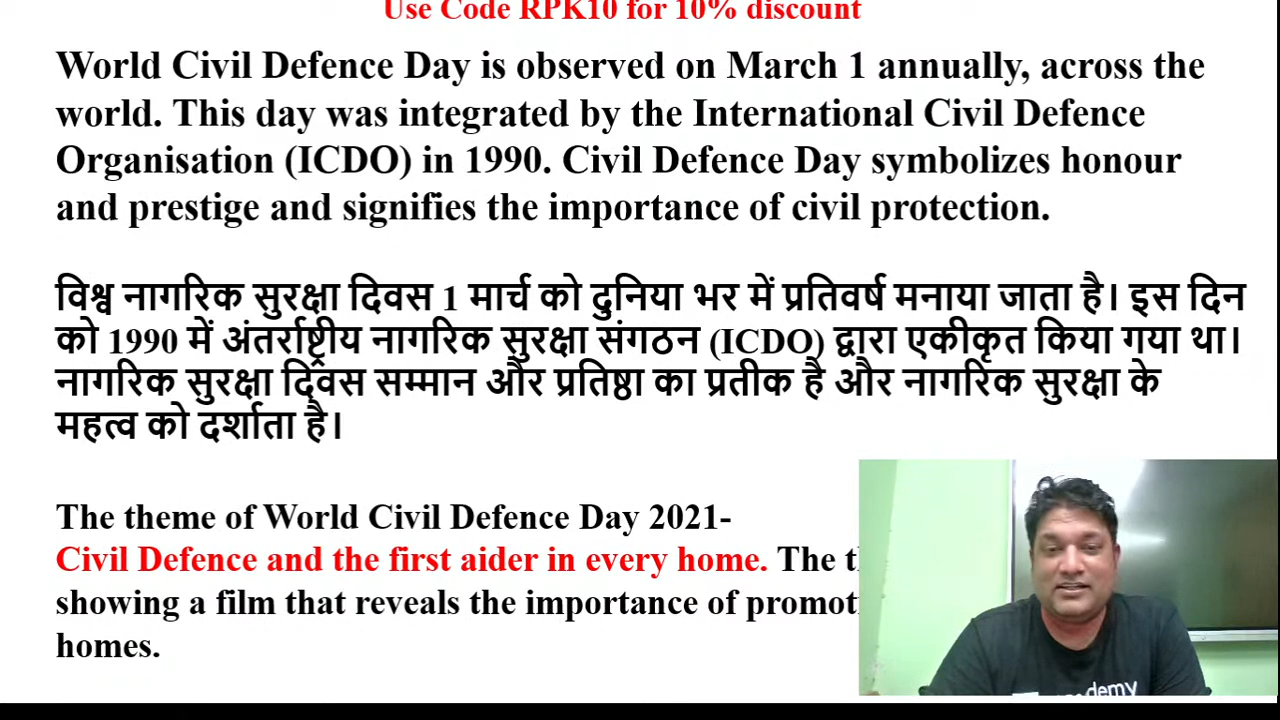 Use Code RPK10 for 10% discount
World Civil Defence Day is observed on March 1 annually, across the
world. This day was integrated by the International Civil Defence
Organisation (ICDO) in 1990. Civil Defence Day symbolizes honour
and prestige and signifies the importance of civil protection.
विश्व नागरिक सुरक्षा दिवस 1 मार्च को दुनिया भर में प्रतिवर्ष मनाया जाता है। इस दिन
को 1990 में अंतर्राष्ट्रीय नागरिक सुरक्षा संगठन (ICDO) द्वारा एकीकृत किया गया था।
नागरिक सुरक्षा दिवस सम्मान और प्रतिष्ठा का प्रतीक है और नागरिक सुरक्षा के
महत्व को दर्शाता है।
The theme of World Civil Defence Day 2021-
Civil Defence and the first aider in every home. The
showing a film that reveals the importance of
homes.